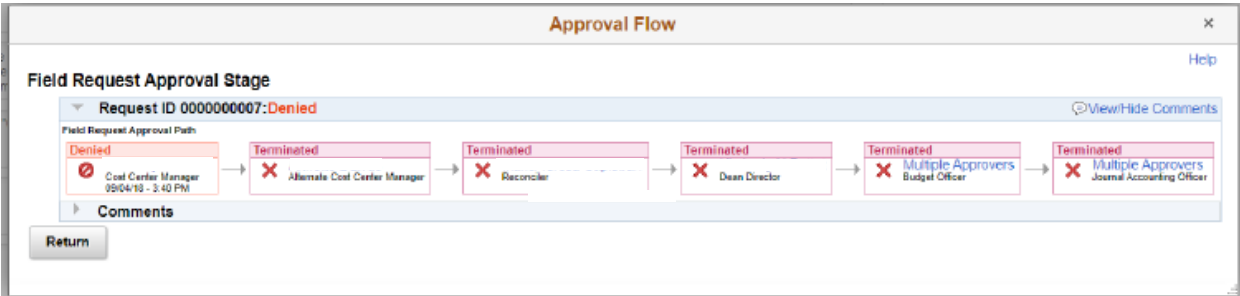 Approval Flow
×
Help
Field Request Approval Stage
Request ID 0000000007:Denied
View/Hide Comments
Field Request Approval Path
Denied
Cost Center Manager
09/04/18 - 3:40 PM
Terminated
Alternate Cost Center Manager
Terminated
Reconciler
Terminated
Dean Director
Terminated
Multiple Approvers
Budget Officer
Terminated
Multiple Approvers
Journal Accounting Officer
Comments
Return